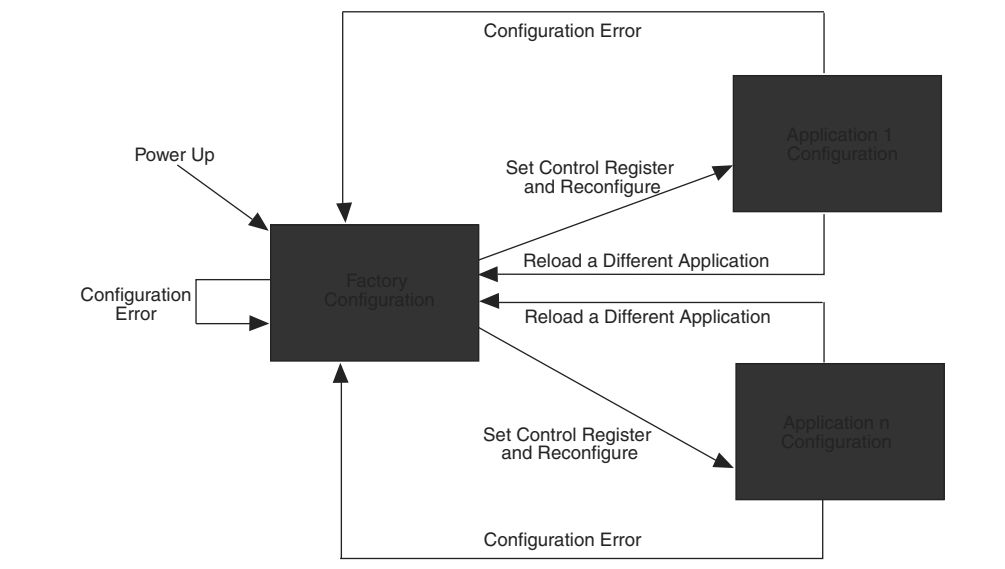 Configuration Error
Application 1
Configuration
Power Up
Set Control Register
and Reconfigure
Reload a Different Application
Factory
Configuration
Configuration
Error
Reload a Different Application
Application n
Configuration
Set Control Register
and Reconfigure
Configuration Error